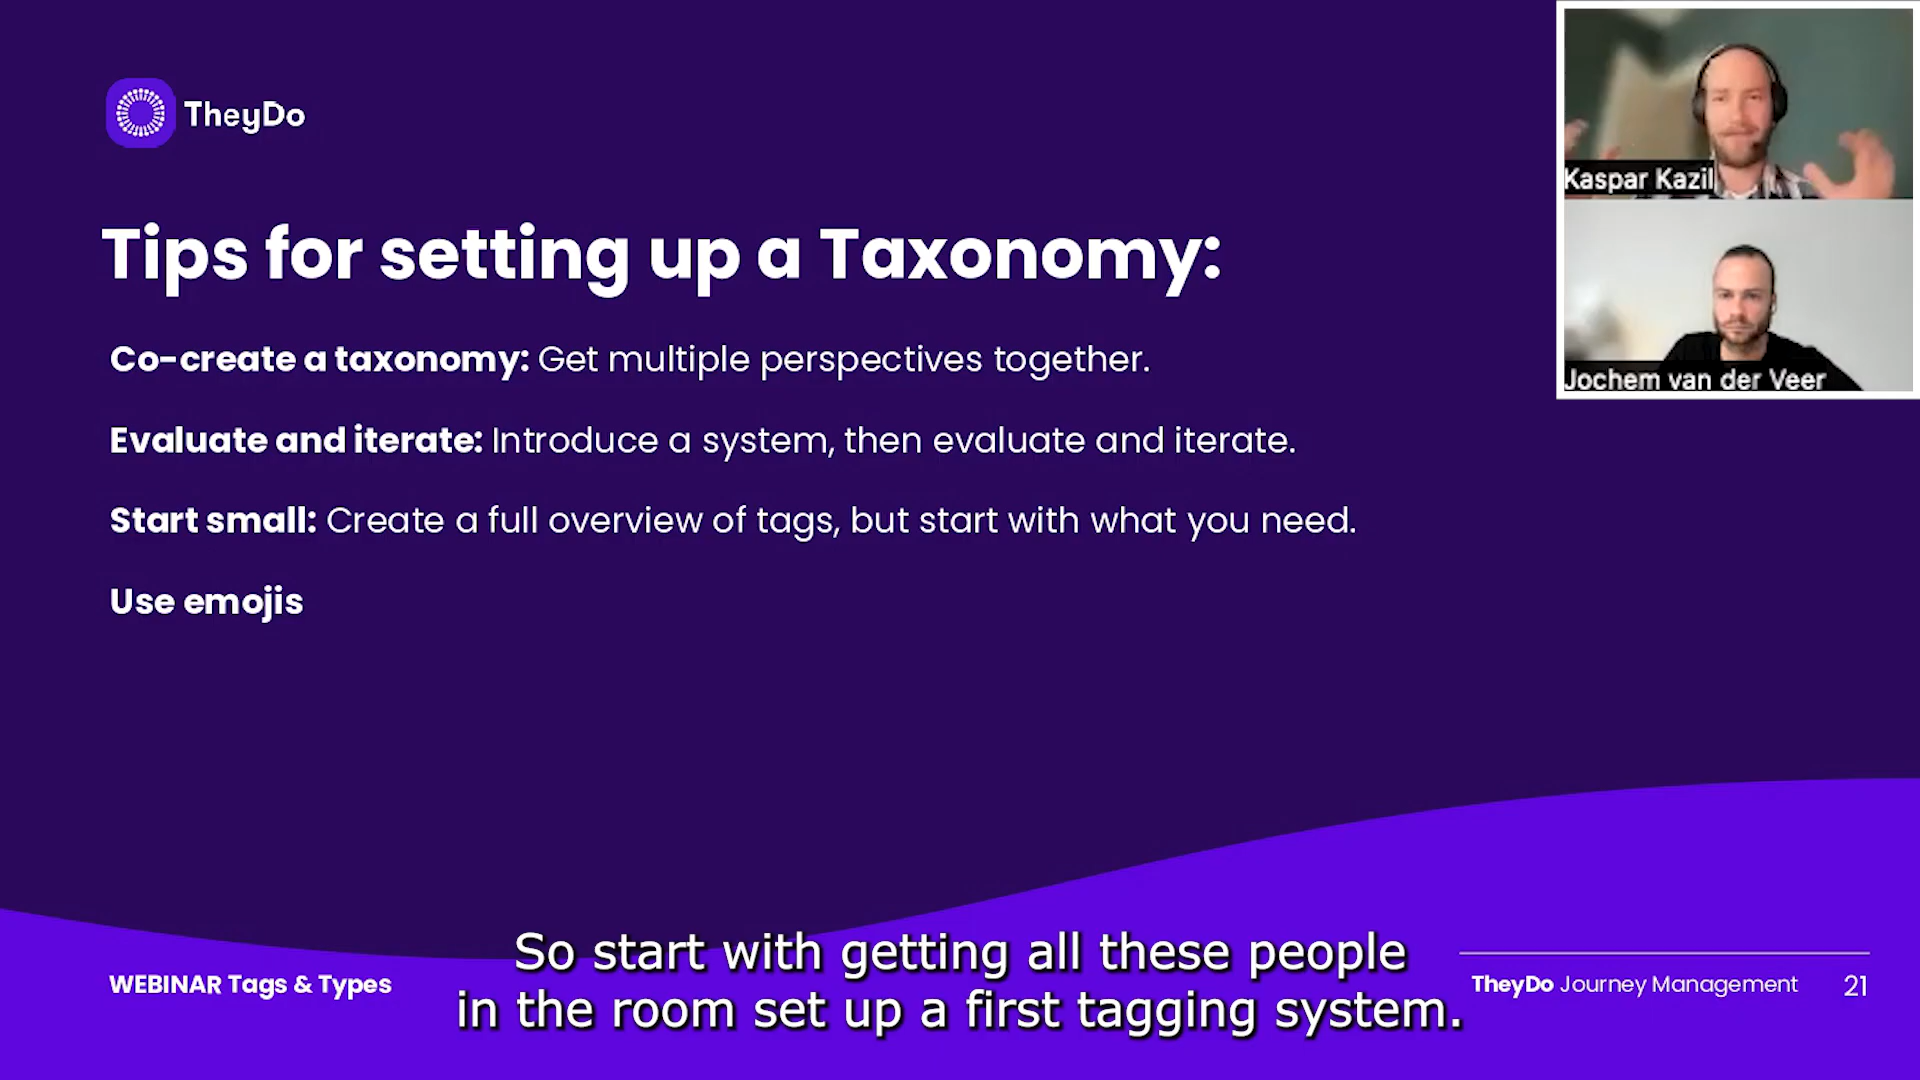 TheyDo
Tips for setting up a Taxonomy:
Co-create a taxonomy: Get multiple perspectives together.
Evaluate and iterate: Introduce a system, then evaluate and iterate.
Start small: Create a full overview of tags, but start with what you need.
Use emojis
Kaspar Kazil
Jochem van der Veer
So start with getting all these people
in the room set up a first tagging system.
WEBINAR Tags & Types
TheyDo Journey Management 21